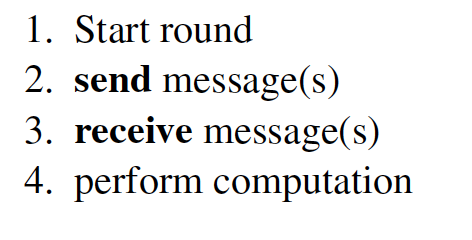 1. Start round
2. send message(s)
3. receive message(s)
4. perform computation